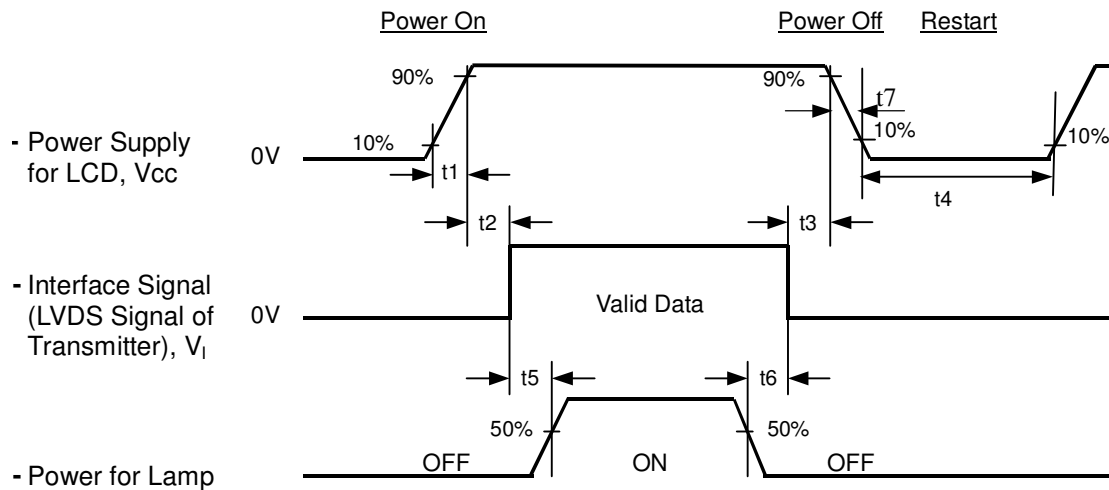 Power On
Power Off
Restart
90%
90%
t7
10%
10%
10%
- Power Supply
for LCD, Vcc
0V
t1
t4
t2
t3
- Interface Signal
(LVDS Signal of
Transmitter), VI
0V
Valid Data
t5
t6
50%
50%
- Power for Lamp
OFF
ON
OFF